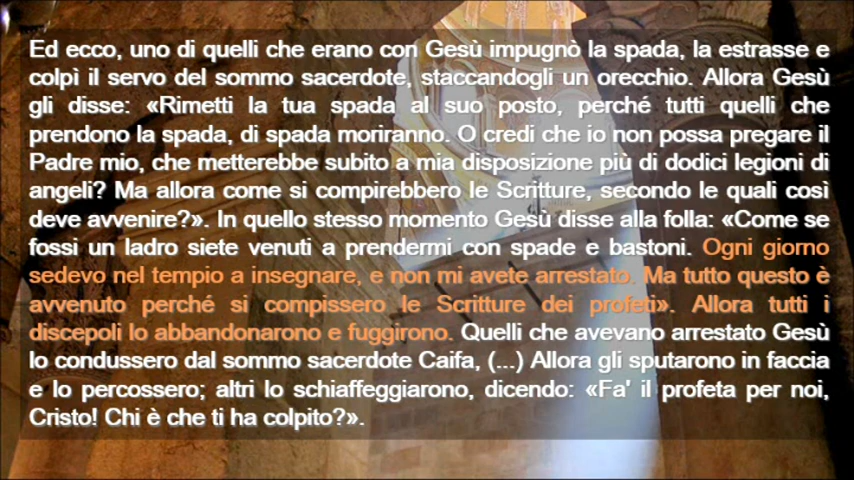 Ed ecco, uno di quelli che erano con Gesù impugnò la spada, la estrasse e
colpì il servo del sommo sacerdote, staccandogli un orecchio. Allora Gesù
gli disse: «Rimetti la tua spada al suo posto, perché tutti quelli che
prendono la spada, di spada moriranno. O credi che io non possa pregare il
Padre mio, che metterebbe subito a mia disposizione più di dodici legioni di
angeli? Ma allora come si compirebbero le Scritture, secondo le quali così
deve avvenire?». In quello stesso momento Gesù disse alla folla: «Come se
fossi un ladro siete venuti a prendermi con spade e bastoni. Ogni giorno
sedevo nel tempio a insegnare, e non mi avete arrestato. Ma tutto questo è
avvenuto perché si compissero le Scritture dei profeti». Allora tutti i
discepoli lo abbandonarono e fuggirono. Quelli che avevano arrestato Gesù
lo condussero dal sommo sacerdote Caifa, (...) Allora gli sputarono in faccia
e lo percossero; altri lo schiaffeggiarono, dicendo: «Fa' il profeta per noi,
Cristo! Chi è che ti ha colpito?».